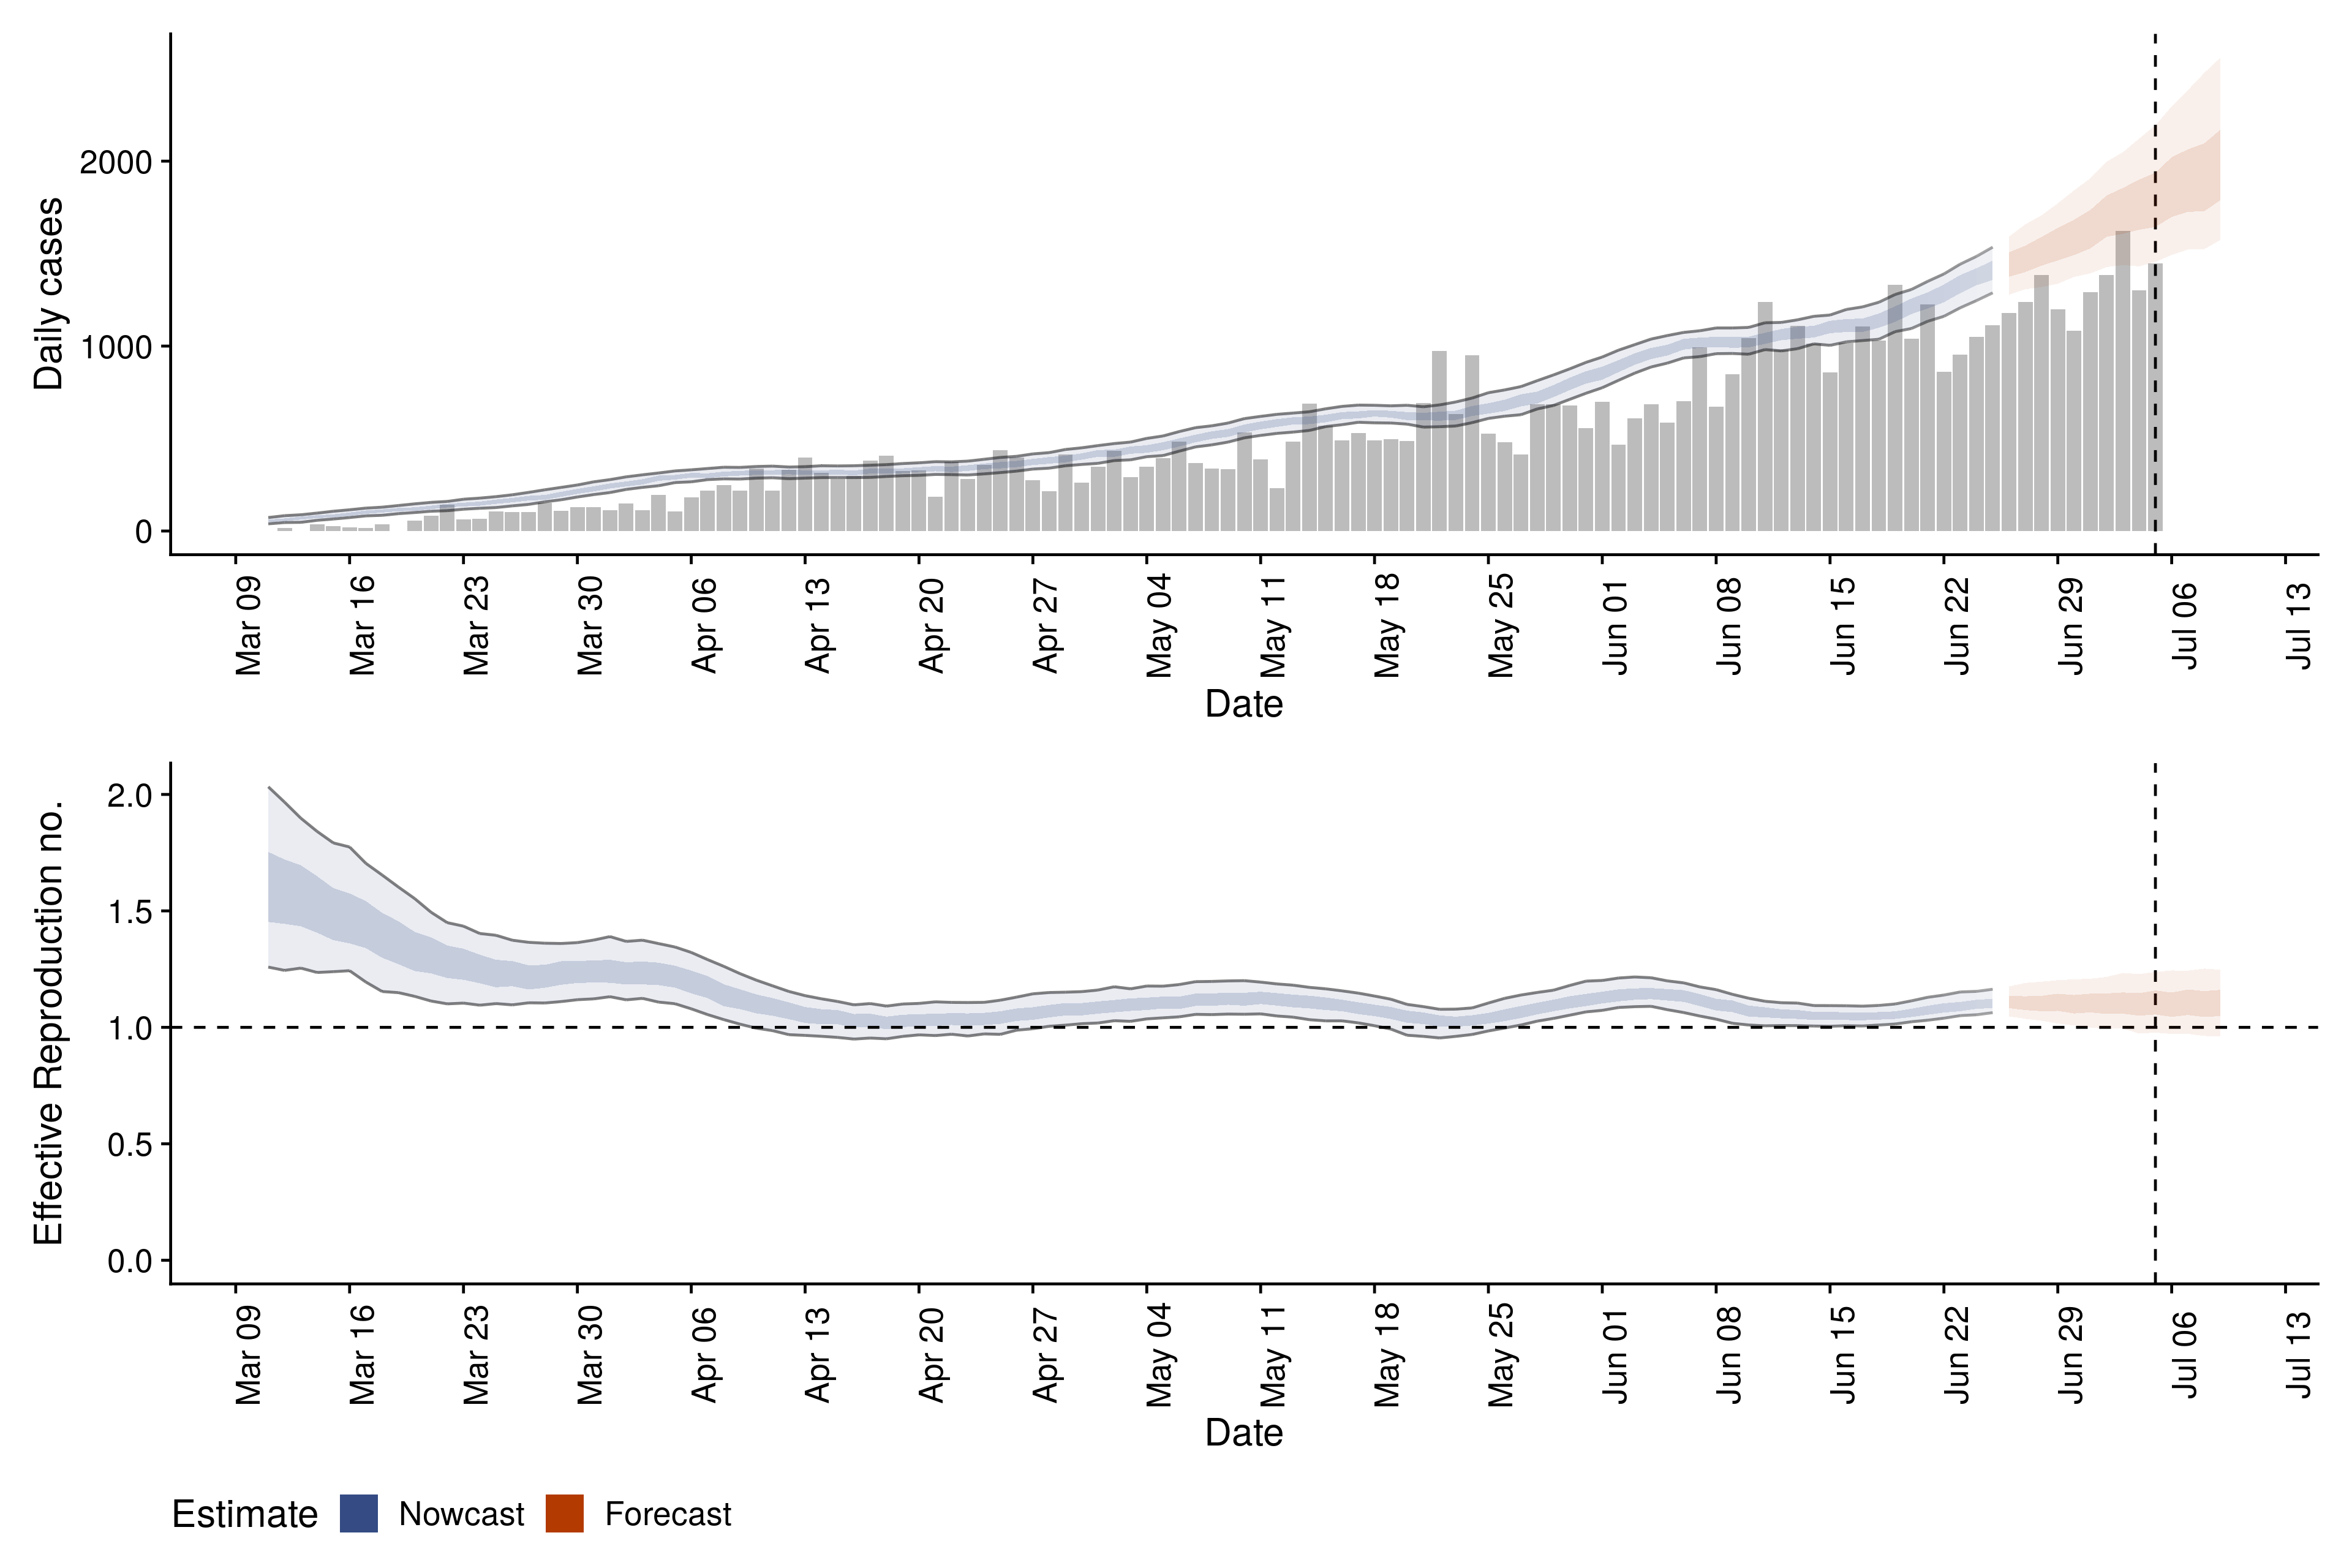 Daily cases
2000
1000
0
Mar 09 Mar 16 Mar 23 Mar 30 Apr 06 Apr 13 Apr 20 Apr 27 May 04 May 11 May 18 May 25 Jun 01 Jun 08 Jun 15 Jun 22 Jun 29 Jul 06 Jul 13
Date
Effective Reproduction no.
2.0
1.5
1.0
0.5
0.0
Mar 09 Mar 16 Mar 23 Mar 30 Apr 06 Apr 13 Apr 20 Apr 27 May 04 May 11 May 18 May 25 Jun 01 Jun 08 Jun 15 Jun 22 Jun 29 Jul 06 Jul 13
Date
Estimate Nowcast Forecast